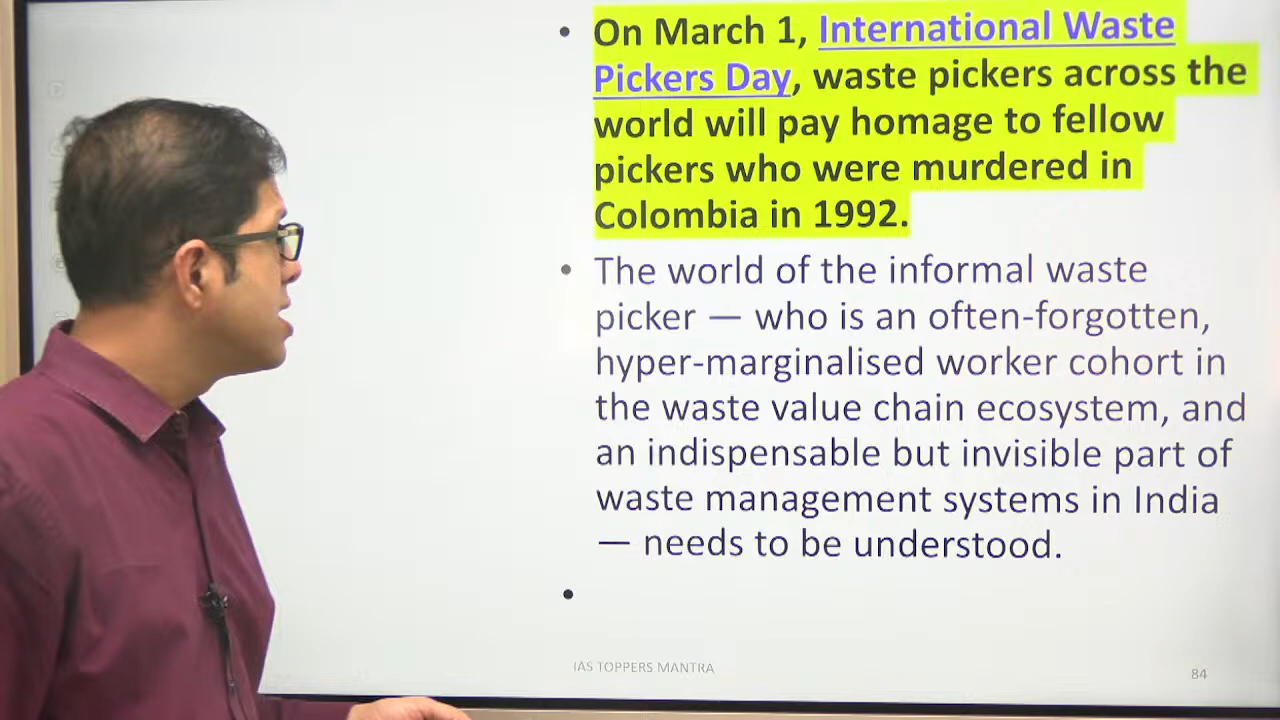 On March 1, International Waste
Pickers Day, waste pickers across the
world will pay homage to fellow
pickers who were murdered in
Colombia in 1992.
The world of the informal waste
picker — who is an often-forgotten,
hyper-marginalised worker cohort in
the waste value chain ecosystem, and
an indispensable but invisible part of
waste management systems in India
— needs to be understood.
IAS TOPPERS MANTRA
84